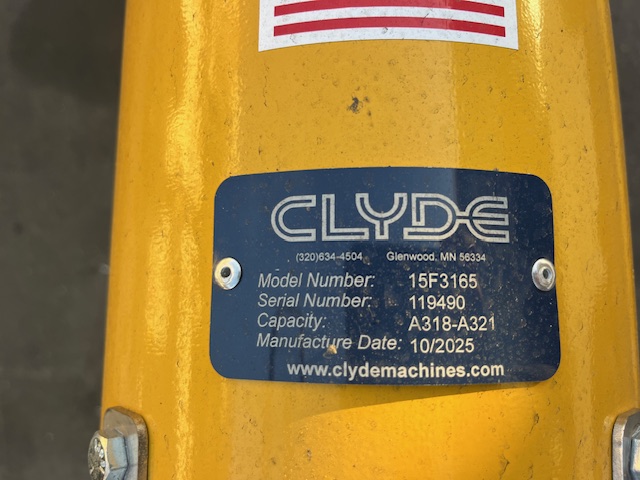 CLYDE
(320)634-4504 Glenwood, MN 56334
Model Number: 15F3165
Serial Number: 119490
Capacity: A318-A321
Manufacture Date: 10/2025
www.clydemachines.com